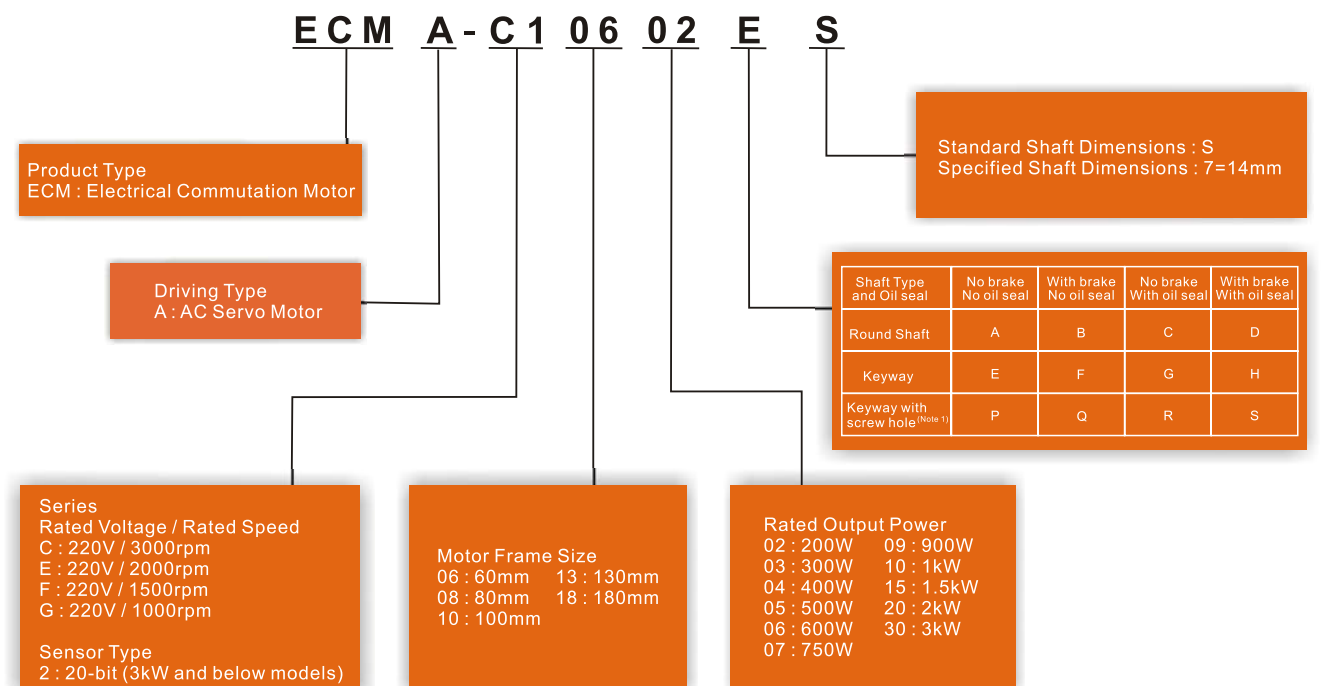 ECM A-C1 06 02 E S
Product Type
ECM : Electrical Commutation Motor
Driving Type
A : AC Servo Motor
Standard Shaft Dimensions : S
Specified Shaft Dimensions : 7=14mm
Shaft Type and Oil seal | No brake No oil seal | With brake No oil seal | No brake With oil seal | With brake With oil seal
Round Shaft | A | B | C | D
Keyway | E | F | G | H
Keyway with screw hole (Note 1) | P | Q | R | S
Series
Rated Voltage / Rated Speed
C : 220V / 3000rpm
E : 220V / 2000rpm
F : 220V / 1500rpm
G : 220V / 1000rpm
Sensor Type
2 : 20-bit (3kW and below models)
Motor Frame Size
06 : 60mm 13 : 130mm
08 : 80mm 18 : 180mm
10 : 100mm
Rated Output Power
02 : 200W 09 : 900W
03 : 300W 10 : 1kW
04 : 400W 15 : 1.5kW
05 : 500W 20 : 2kW
06 : 600W 30 : 3kW
07 : 750W